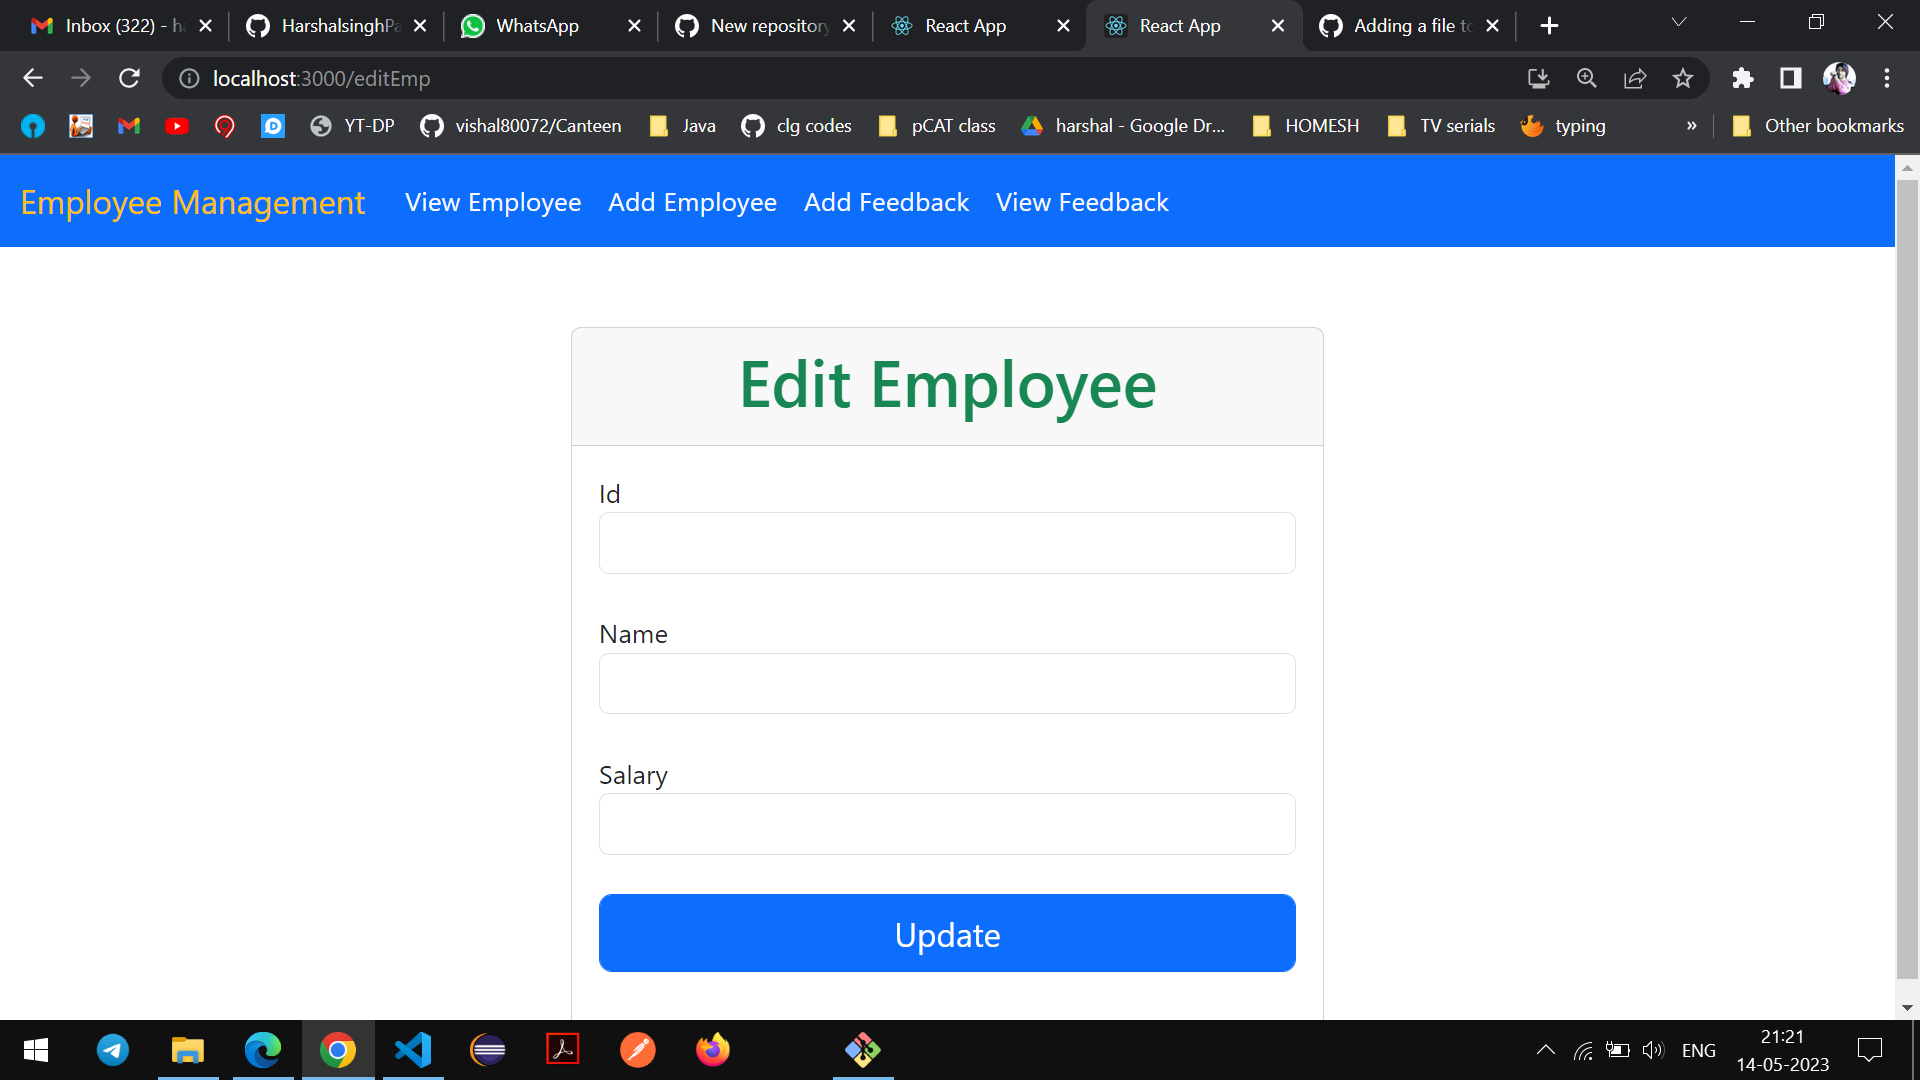 Inbox (322) - ha
HarshalsinghPa
WhatsApp
New repository
React App
React App
Adding a file to
localhost:3000/editEmp
YT-DP
vishal80072/Canteen
Java
clg codes
pCAT class
harshal - Google Dr...
HOMESH
TV serials
typing
»
Other bookmarks
Employee Management
View Employee
Add Employee
Add Feedback
View Feedback
Edit Employee
Id
Name
Salary
Update
ENG
21:21
14-05-2023